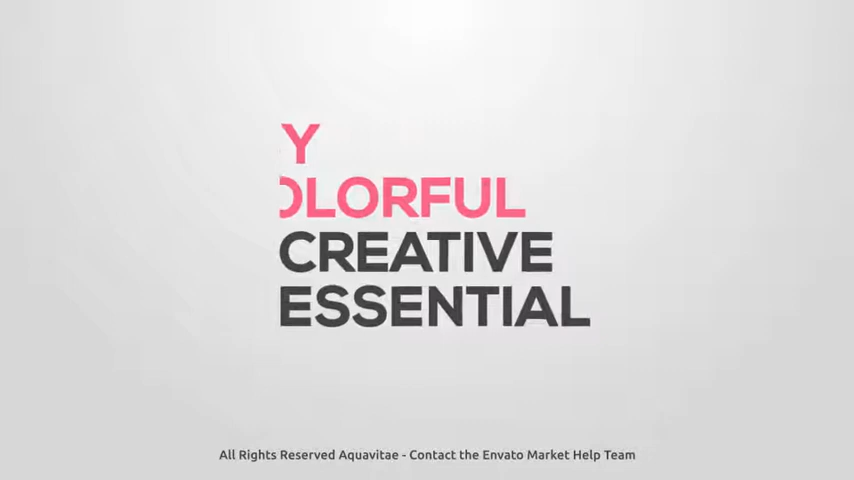 Y
OLORFUL
CREATIVE
ESSENTIAL
All Rights Reserved Aquavitae - Contact the Envato Market Help Team